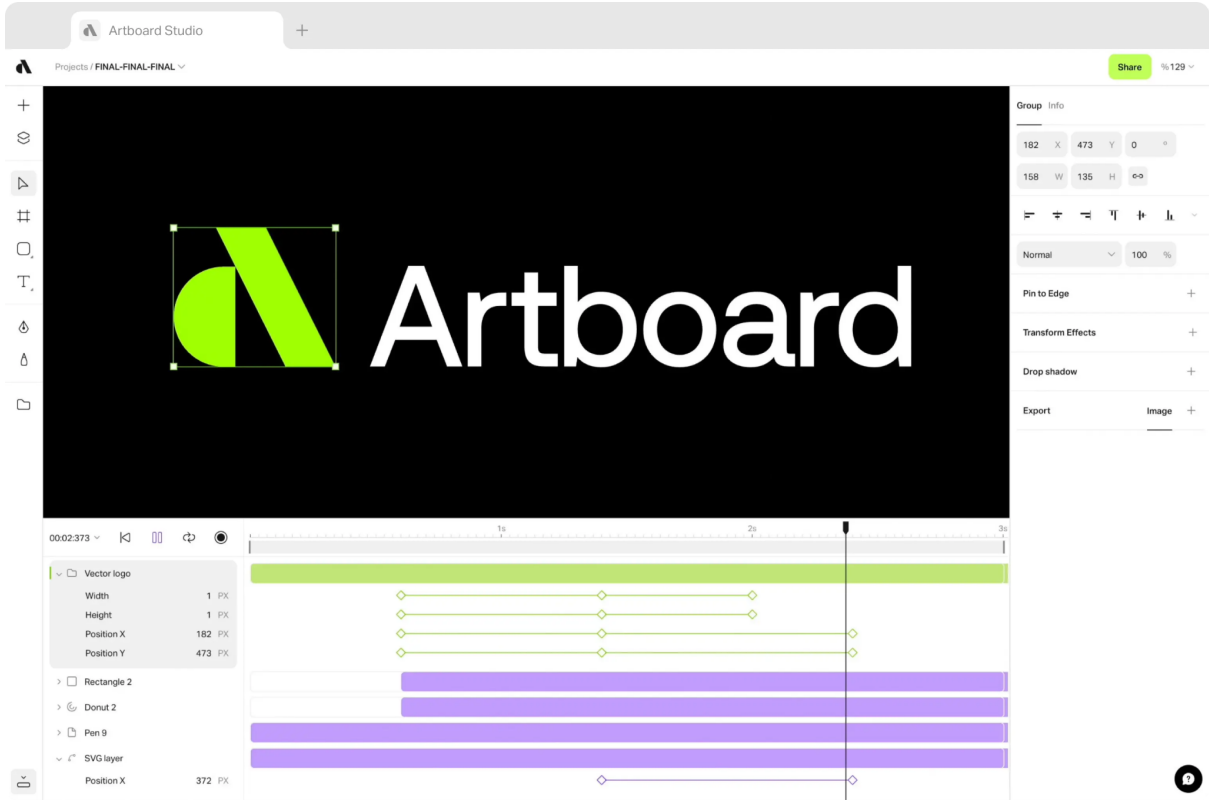 Artboard Studio
Projects / FINAL-FINAL-FINAL
Share
%129
Group Info
182 X 473 Y 0 °
158 W 135 H
Normal 100 %
Pin to Edge
Transform Effects
Drop shadow
Export Image
Artboard
00:02:373
1s 2s 3s
Vector logo
Width 1 PX
Height 1 PX
Position X 182 PX
Position Y 473 PX
Rectangle 2
Donut 2
Pen 9
SVG layer
Position X 372 PX